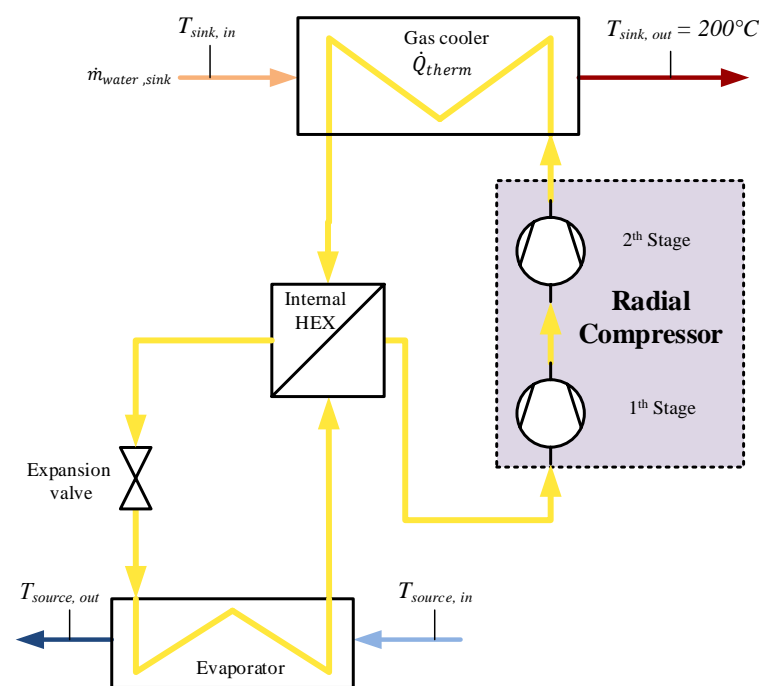 T_sink, in
ṁ_water ,sink
Gas cooler
Q̇_therm
T_sink, out = 200°C
2th Stage
Radial
Compressor
1th Stage
Internal
HEX
Expansion
valve
T_source, out
T_source, in
Evaporator